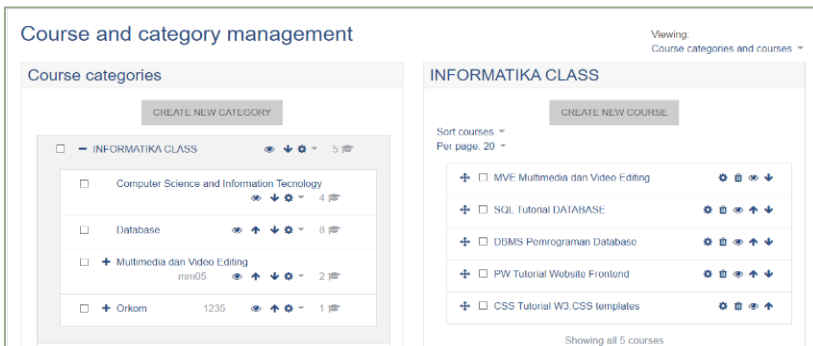 Course and category management
Viewing:
Course categories and courses
Course categories
CREATE NEW CATEGORY
INFORMATIKA CLASS 5
Computer Science and Information Tecnology
4
Database 8
Multimedia dan Video Editing
mm05 2
Orkom 1235 1
INFORMATIKA CLASS
CREATE NEW COURSE
Sort courses
Per page: 20
MVE Multimedia dan Video Editing
SQL Tutorial DATABASE
DBMS Pemrograman Database
PW Tutorial Website Frontend
CSS Tutorial W3.CSS templates
Showing all 5 courses